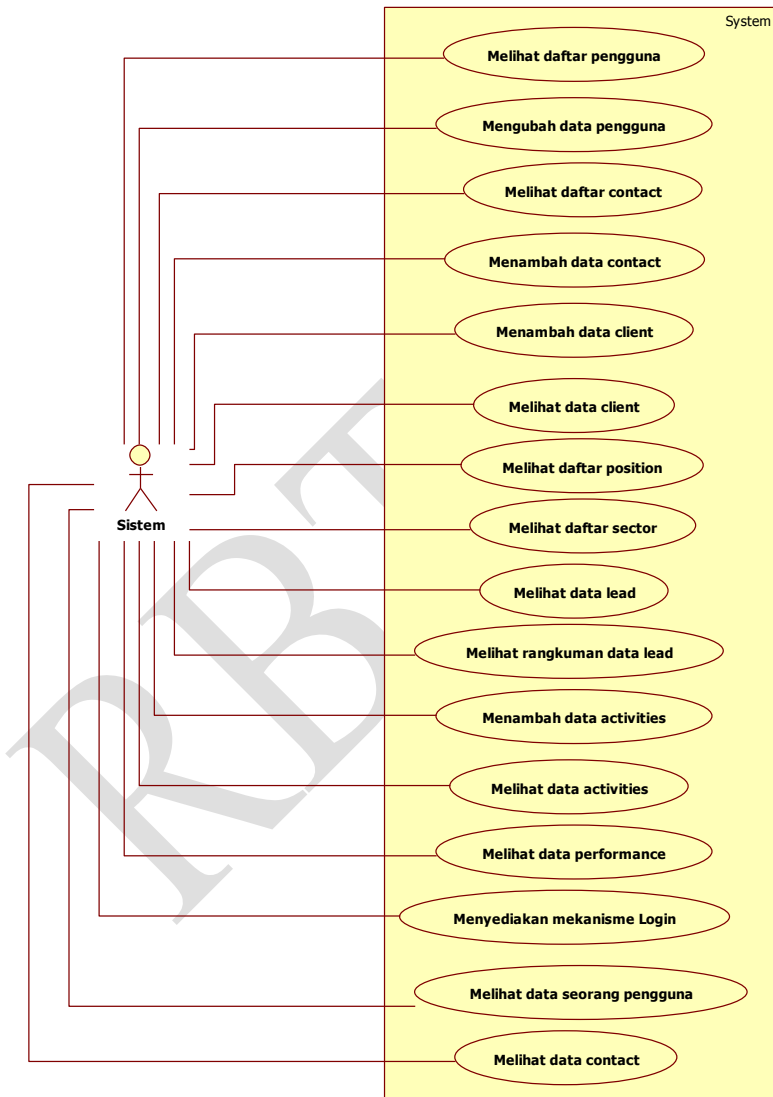 System
Melihat daftar pengguna
Mengubah data pengguna
Melihat daftar contact
Menambah data contact
Menambah data client
Melihat data client
Melihat daftar position
Sistem
Melihat daftar sector
Melihat data lead
Melihat rangkuman data lead
Menambah data activities
Melihat data activities
Melihat data performance
Menyediakan mekanisme Login
Melihat data seorang pengguna
Melihat data contact
RBT